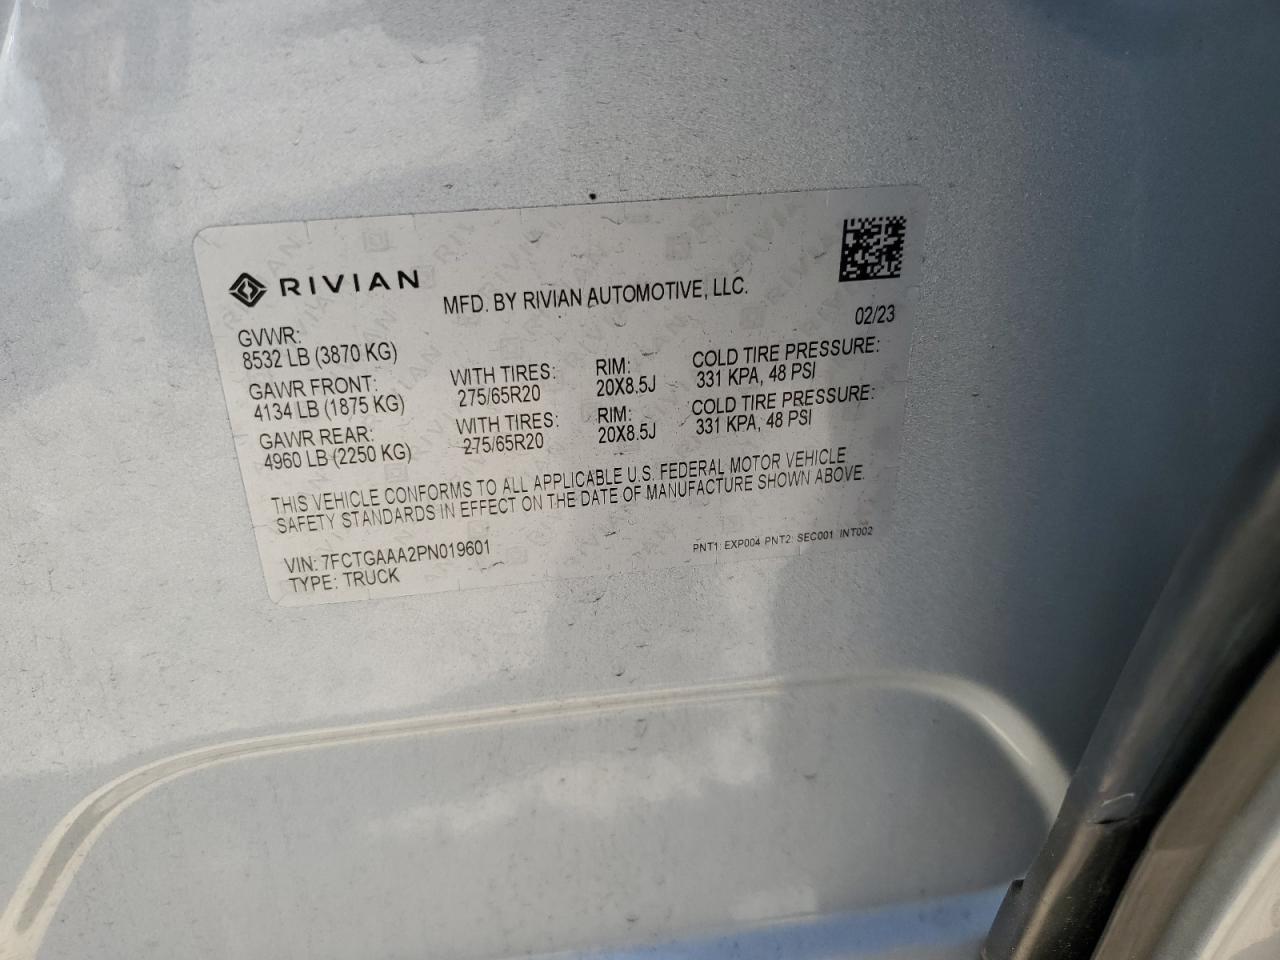 RIVIAN
MFD. BY RIVIAN AUTOMOTIVE, LLC.
02/23
GVWR:
8532 LB (3870 KG)
GAWR FRONT: WITH TIRES: RIM: COLD TIRE PRESSURE:
4134 LB (1875 KG) 275/65R20 20X8.5J 331 KPA, 48 PSI
GAWR REAR: WITH TIRES: RIM: COLD TIRE PRESSURE:
4960 LB (2250 KG) 275/65R20 20X8.5J 331 KPA, 48 PSI
THIS VEHICLE CONFORMS TO ALL APPLICABLE U.S. FEDERAL MOTOR VEHICLE
SAFETY STANDARDS IN EFFECT ON THE DATE OF MANUFACTURE SHOWN ABOVE.
VIN: 7FCTGAAA2PN019601 PNT1: EXP004 PNT2: SEC001 INT002
TYPE: TRUCK